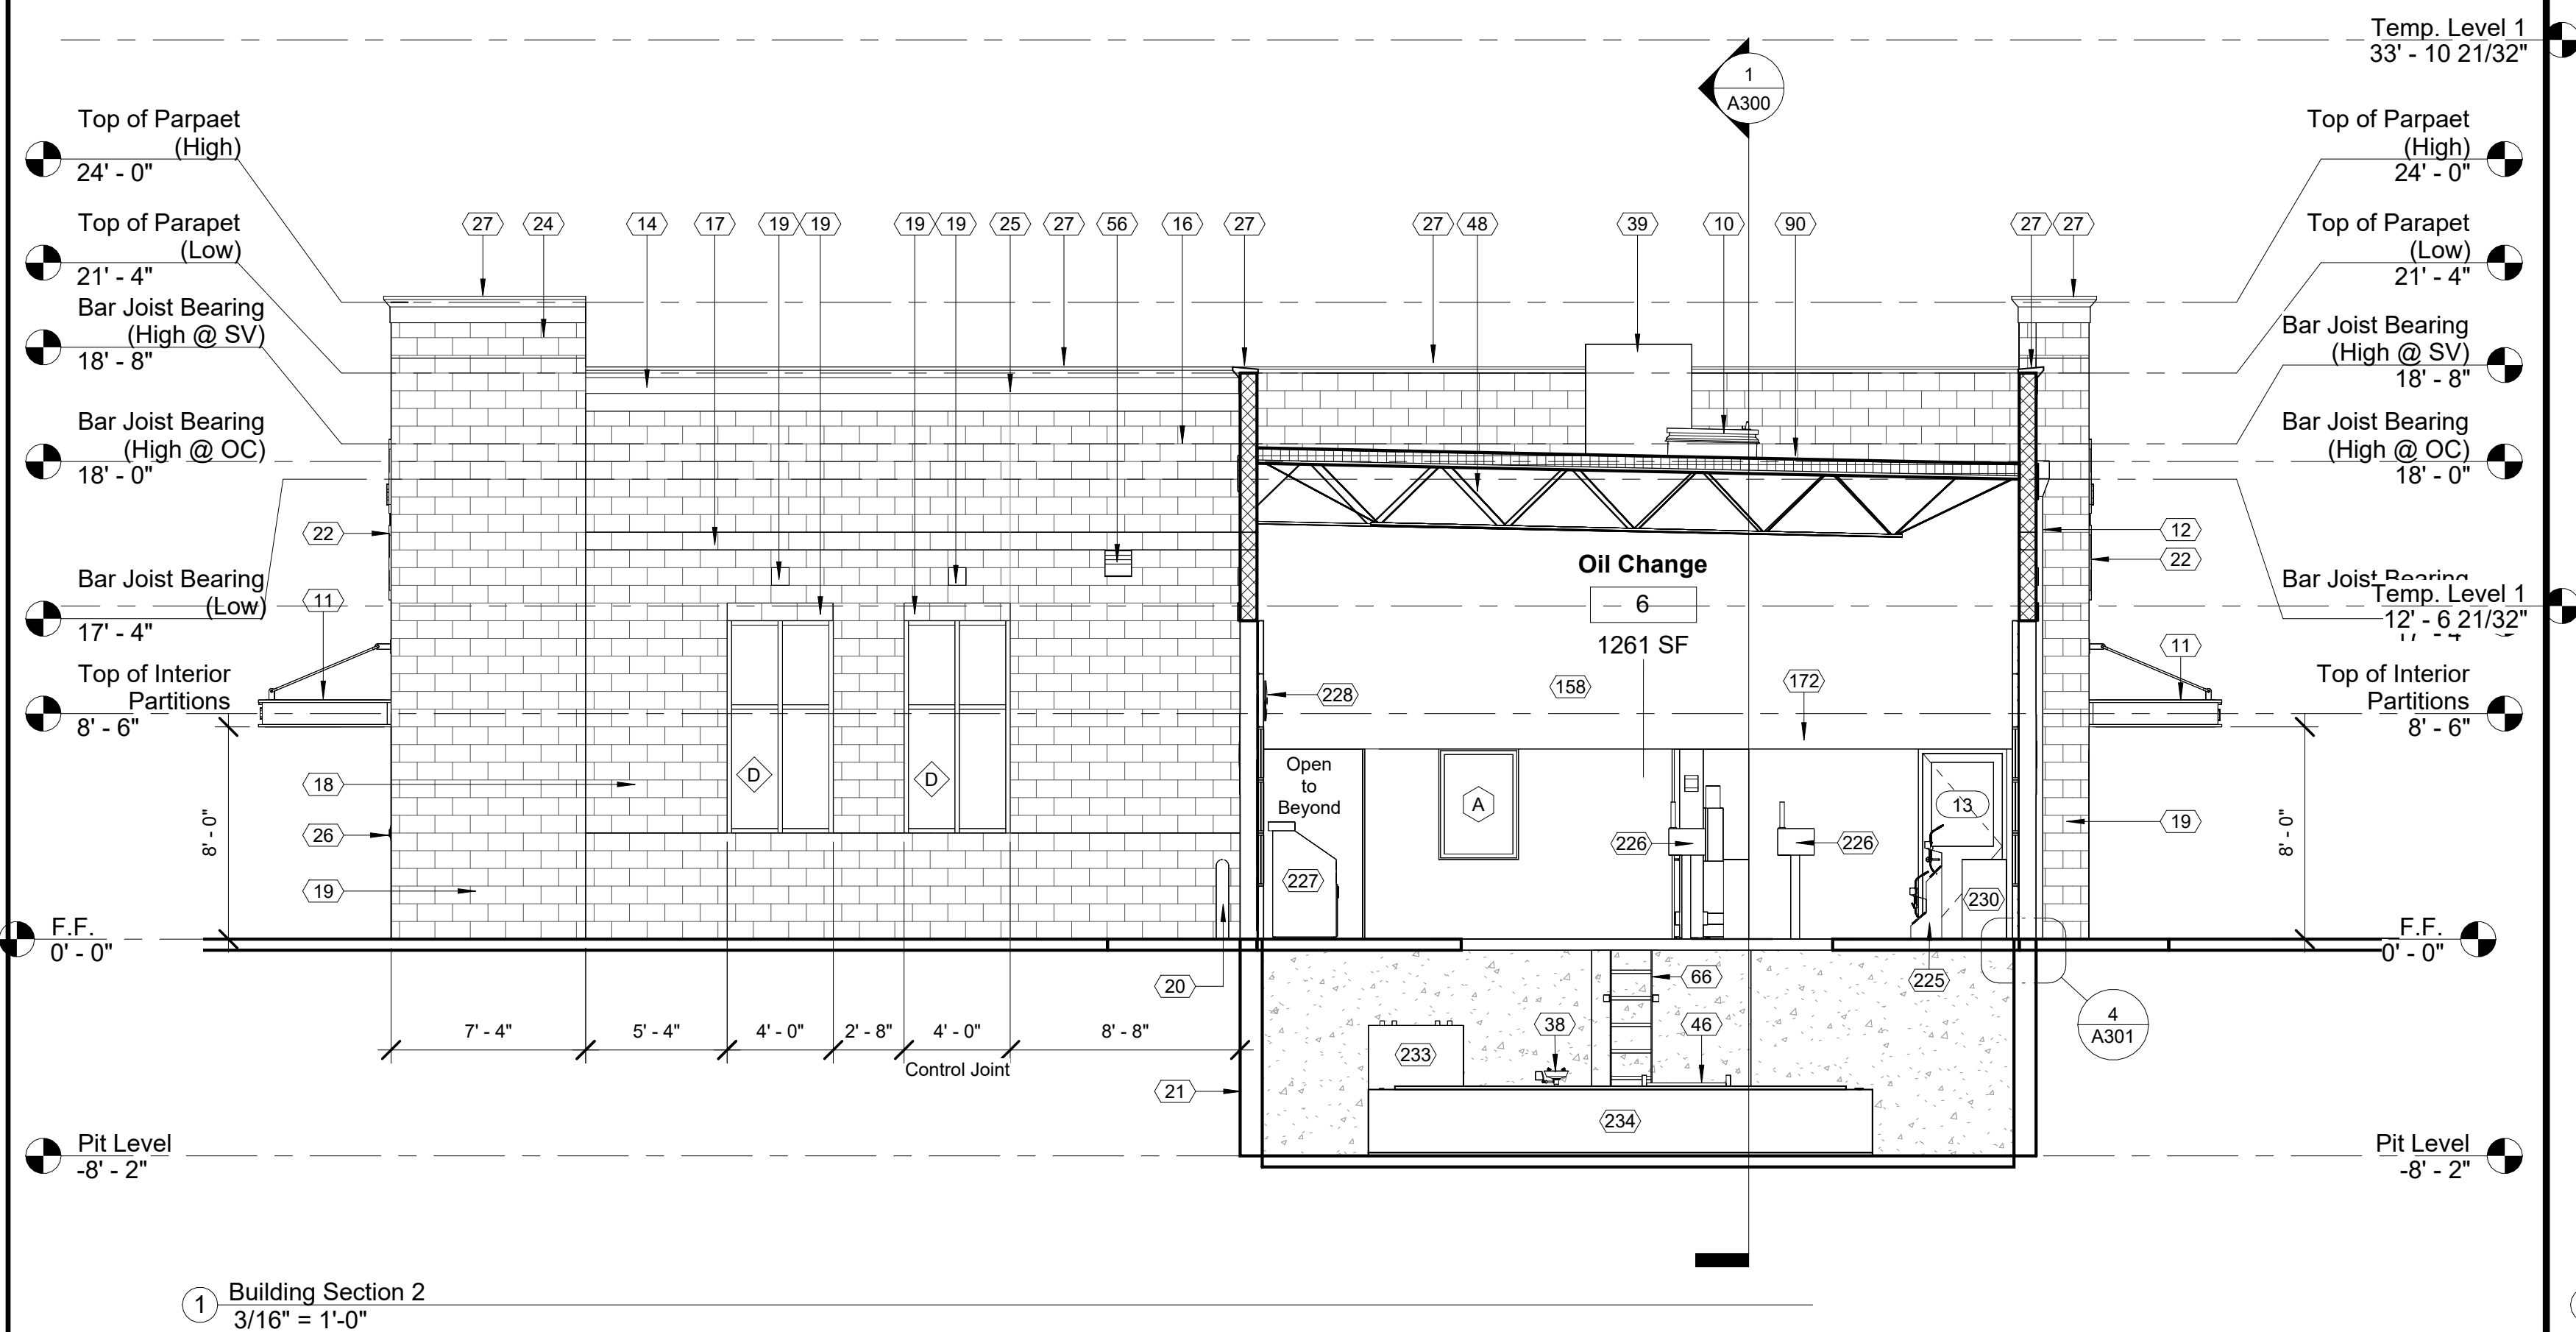 Temp. Level 1
33' - 10 21/32"
1
A300
Top of Parpaet
(High)
24' - 0"
Top of Parpaet
(High)
24' - 0"
Top of Parapet
(Low)
21' - 4"
27 24 14 17 19 19 19 19 25 27 56 16 27 27 48 39 10 90 27 27
Top of Parapet
(Low)
21' - 4"
Bar Joist Bearing
(High @ SV)
18' - 8"
Bar Joist Bearing
(High @ SV)
18' - 8"
Bar Joist Bearing
(High @ OC)
18' - 0"
Bar Joist Bearing
(High @ OC)
18' - 0"
22
12
22
Oil Change
6
1261 SF
Bar Joist Bearing
(Low)
17' - 4"
11
Bar Joist Bearing
Temp. Level 1
12' - 6 21/32"
17' - 4
11
Top of Interior
Partitions
8' - 6"
228
158
172
Top of Interior
Partitions
8' - 6"
Open
to
Beyond
18
D
D
A
13
8' - 0"
26
226
226
19
8' - 0"
19
227
230
F.F.
0' - 0"
F.F.
0' - 0"
20
66
225
7' - 4"
5' - 4"
4' - 0"
2' - 8"
4' - 0"
8' - 8"
Control Joint
233
38
46
4
A301
21
234
Pit Level
-8' - 2"
Pit Level
-8' - 2"
1
Building Section 2
3/16" = 1'-0"